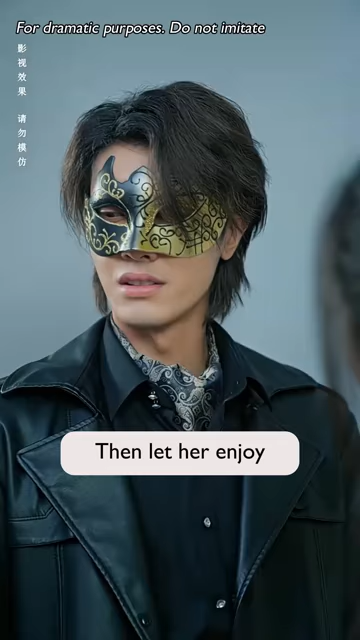 For dramatic purposes. Do not imitate
影视效果
请勿模仿
Then let her enjoy